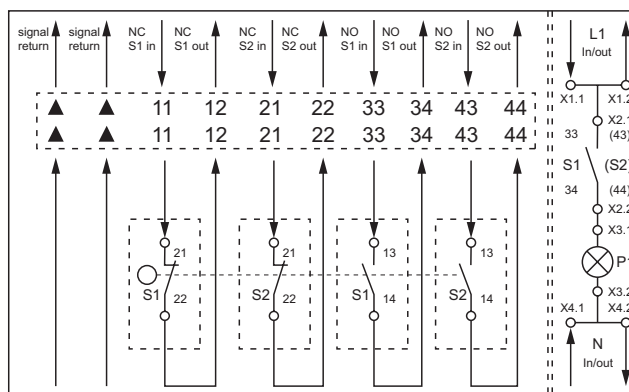 signal return
signal return
NC S1 in
NC S1 out
NC S2 in
NC S2 out
NO S1 in
NO S1 out
NO S2 in
NO S2 out
11 12 21 22 33 34 43 44
11 12 21 22 33 34 43 44
21 21 13 13
S1 S2 S1 S2
22 22 14 14
L1
In/out
X1.1 X1.2
X2.1
33 (43)
S1 (S2)
34 (44)
X2.2
X3.1
P1
X3.2
X4.1 X4.2
N
In/out